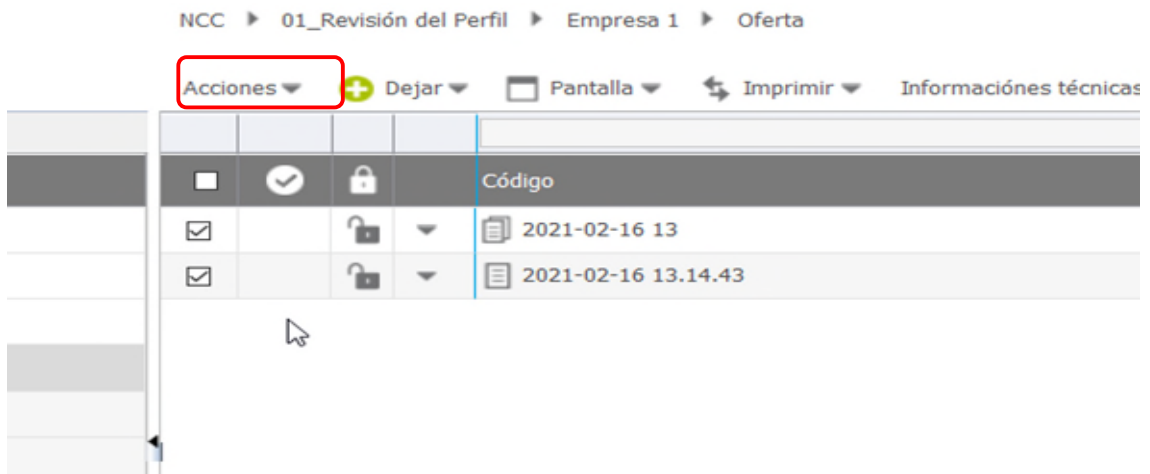 NCC 01_Revisión del Perfil Empresa 1 Oferta
Acciones Dejar Pantalla Imprimir Informaciónes técnicas
Código
2021-02-16 13
2021-02-16 13.14.43